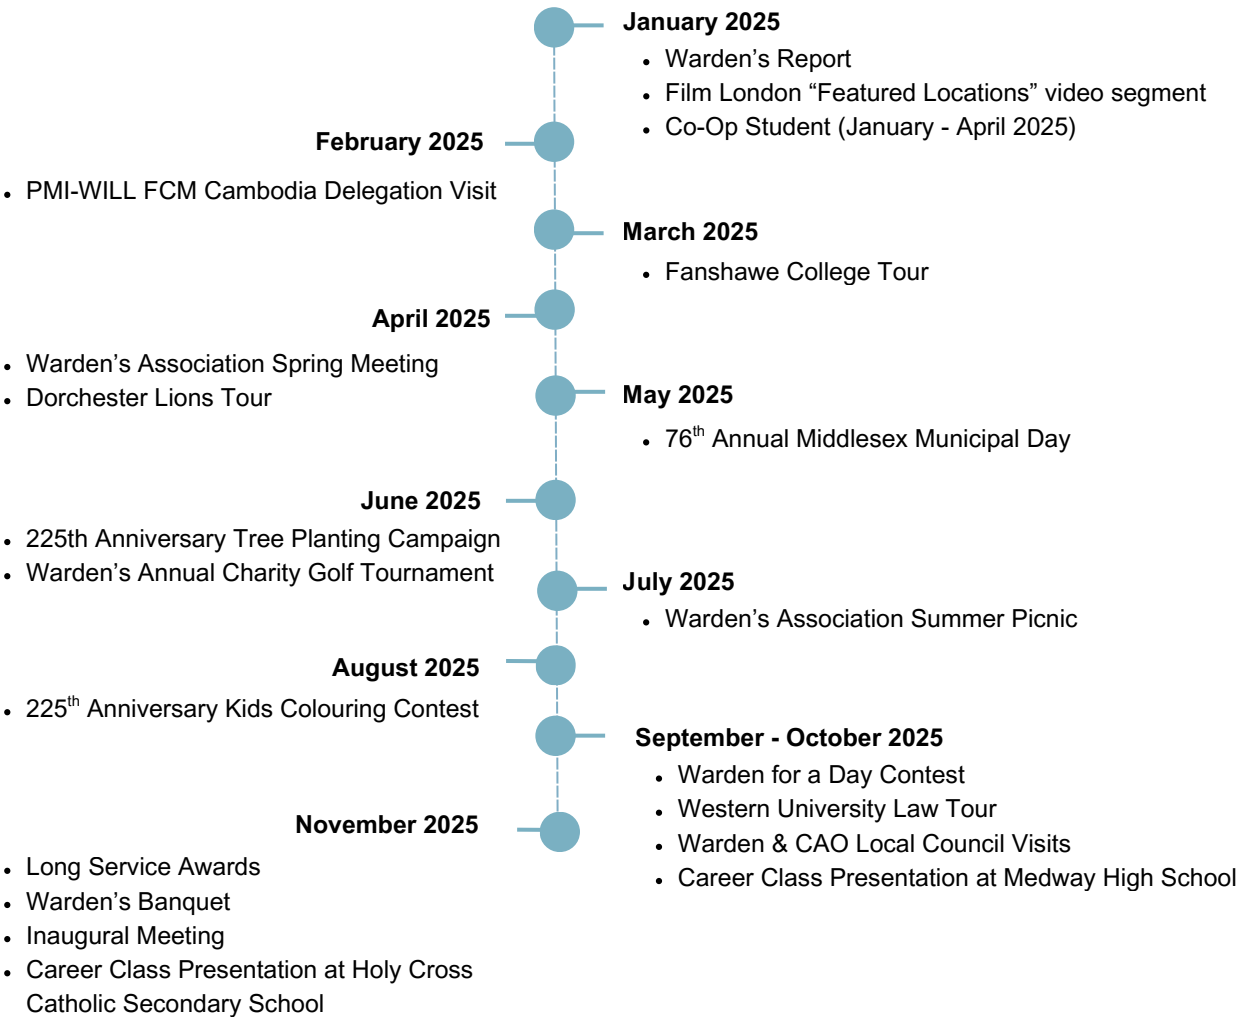 January 2025
• Warden’s Report
• Film London “Featured Locations” video segment
• Co-Op Student (January - April 2025)
February 2025
• PMI-WILL FCM Cambodia Delegation Visit
March 2025
• Fanshawe College Tour
April 2025
• Warden’s Association Spring Meeting
• Dorchester Lions Tour
May 2025
• 76th Annual Middlesex Municipal Day
June 2025
• 225th Anniversary Tree Planting Campaign
• Warden’s Annual Charity Golf Tournament
July 2025
• Warden’s Association Summer Picnic
August 2025
• 225th Anniversary Kids Colouring Contest
September - October 2025
• Warden for a Day Contest
• Western University Law Tour
• Warden & CAO Local Council Visits
• Career Class Presentation at Medway High School
November 2025
• Long Service Awards
• Warden’s Banquet
• Inaugural Meeting
• Career Class Presentation at Holy Cross
Catholic Secondary School